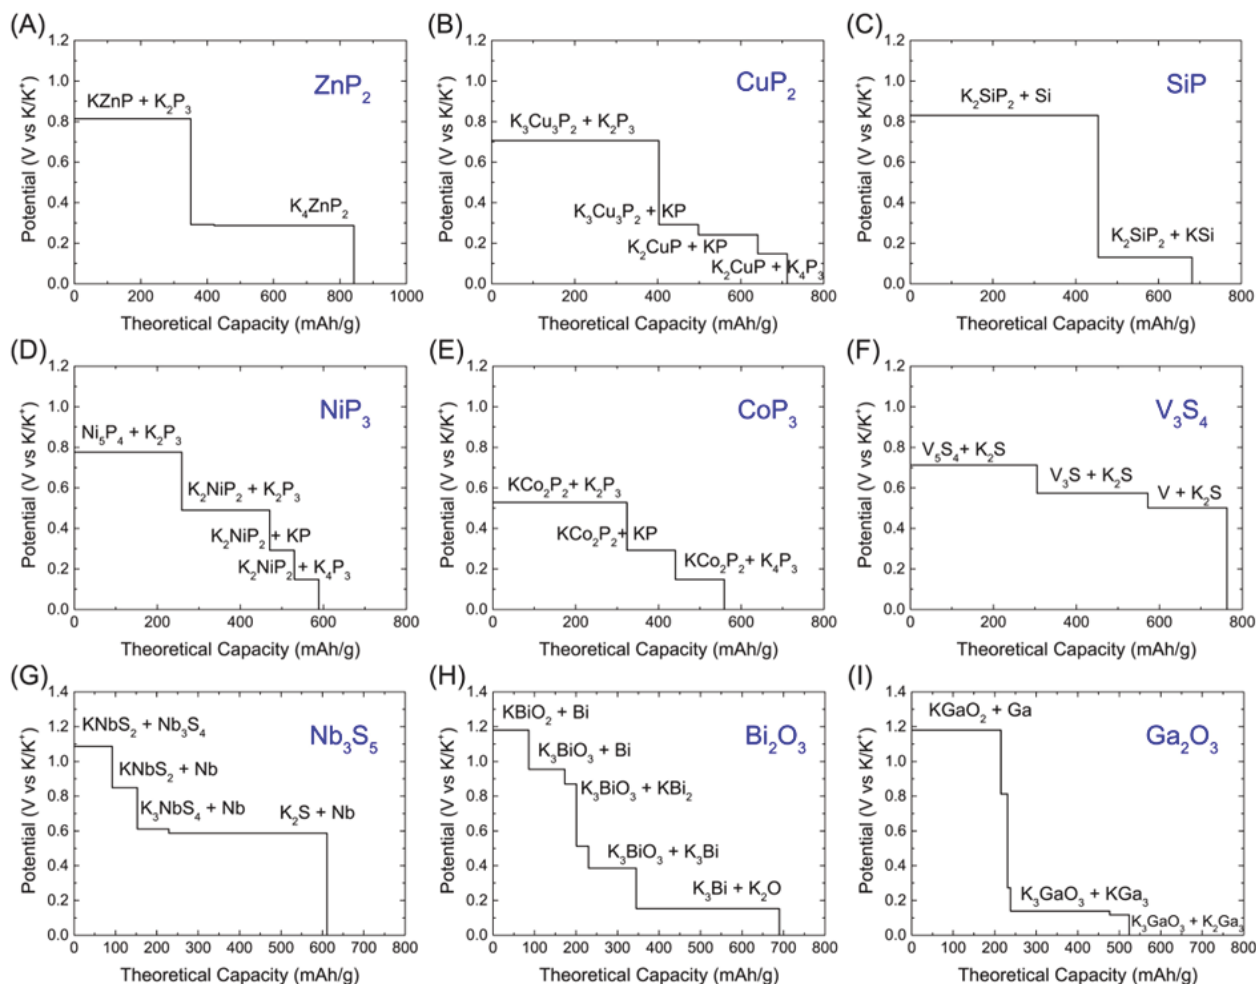 (A)
1.2
1.0
0.8
0.6
0.4
0.2
0.0
Potential (V vs K/K⁺)
ZnP₂
KZnP + K₂P₃
K₄ZnP₂
0 200 400 600 800 1000
Theoretical Capacity (mAh/g)
(B)
1.2
1.0
0.8
0.6
0.4
0.2
0.0
Potential (V vs K/K⁺)
CuP₂
K₃Cu₃P₂ + K₂P₃
K₃Cu₃P₂ + KP
K₂CuP + KP
K₂CuP + K₄P₃
0 200 400 600 800
Theoretical Capacity (mAh/g)
(C)
1.2
1.0
0.8
0.6
0.4
0.2
0.0
Potential (V vs K/K⁺)
SiP
K₂SiP₂ + Si
K₂SiP₂ + KSi
0 200 400 600 800
Theoretical Capacity (mAh/g)
(D)
1.2
1.0
0.8
0.6
0.4
0.2
0.0
Potential (V vs K/K⁺)
NiP₃
Ni₅P₄ + K₂P₃
K₂NiP₂ + K₂P₃
K₂NiP₂ + KP
K₂NiP₂ + K₄P₃
0 200 400 600 800
Theoretical Capacity (mAh/g)
(E)
1.2
1.0
0.8
0.6
0.4
0.2
0.0
Potential (V vs K/K⁺)
CoP₃
KCo₂P₂+ K₂P₃
KCo₂P₂+ KP
KCo₂P₂+ K₄P₃
0 200 400 600 800
Theoretical Capacity (mAh/g)
(F)
1.2
1.0
0.8
0.6
0.4
0.2
0.0
Potential (V vs K/K⁺)
V₃S₄
V₅S₄+ K₂S
V₃S + K₂S
V + K₂S
0 200 400 600 800
Theoretical Capacity (mAh/g)
(G)
1.4
1.2
1.0
0.8
0.6
0.4
0.2
0.0
Potential (V vs K/K⁺)
Nb₃S₅
KNbS₂ + Nb₃S₄
KNbS₂ + Nb
K₃NbS₄ + Nb
K₂S + Nb
0 100 200 300 400 500 600 700 800
Theoretical Capacity (mAh/g)
(H)
1.4
1.2
1.0
0.8
0.6
0.4
0.2
0.0
Potential (V vs K/K⁺)
Bi₂O₃
KBiO₂ + Bi
K₃BiO₃ + Bi
K₃BiO₃ + KBi₂
K₃BiO₃ + K₃Bi
K₃Bi + K₂O
0 100 200 300 400 500 600 700 800
Theoretical Capacity (mAh/g)
(I)
1.4
1.2
1.0
0.8
0.6
0.4
0.2
0.0
Potential (V vs K/K⁺)
Ga₂O₃
KGaO₂ + Ga
K₃GaO₃ + KGa₃
K₃GaO₃ + K₂Ga₃
0 100 200 300 400 500 600 700 800
Theoretical Capacity (mAh/g)